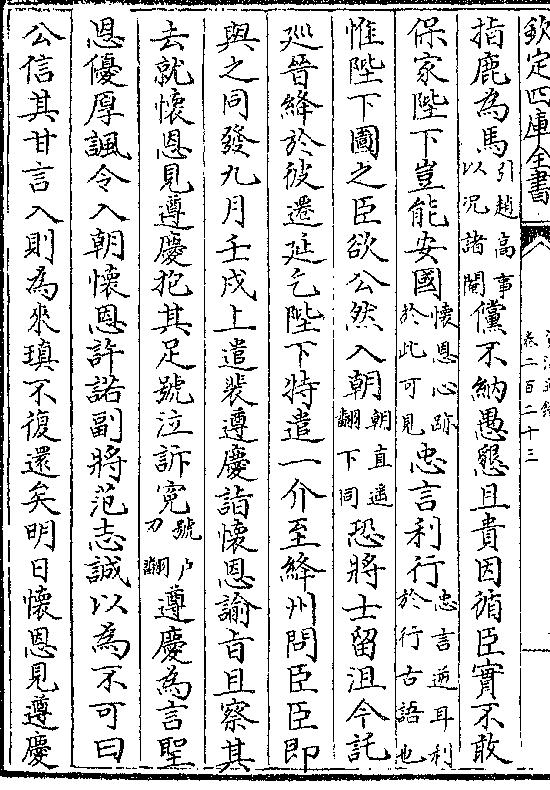 欽定四庫全書
卷二百二十三
指鹿為馬引趙高事以况諸閹儻不納愚懇且貴因循臣實不敢
保家陛下豈能安國懷恩心跡於此可見忠言利行忠言逆耳利於行古語也
惟陛下圖之臣欲公然入朝朝直遥翻下同恐將士留沮今託
廵晉絳於彼遷延乞陛下特遣一介至絳州問臣臣即
與之同發九月壬戌上遣裴遵慶詣懷恩諭旨且察其
去就懷恩見遵慶抱其足號泣訴寃號户刀翻遵慶為言聖
恩優厚諷令入朝懷恩許諾副將范志誠以為不可曰
公信其甘言入則為來瑱不復還矣明日懷恩見遵慶